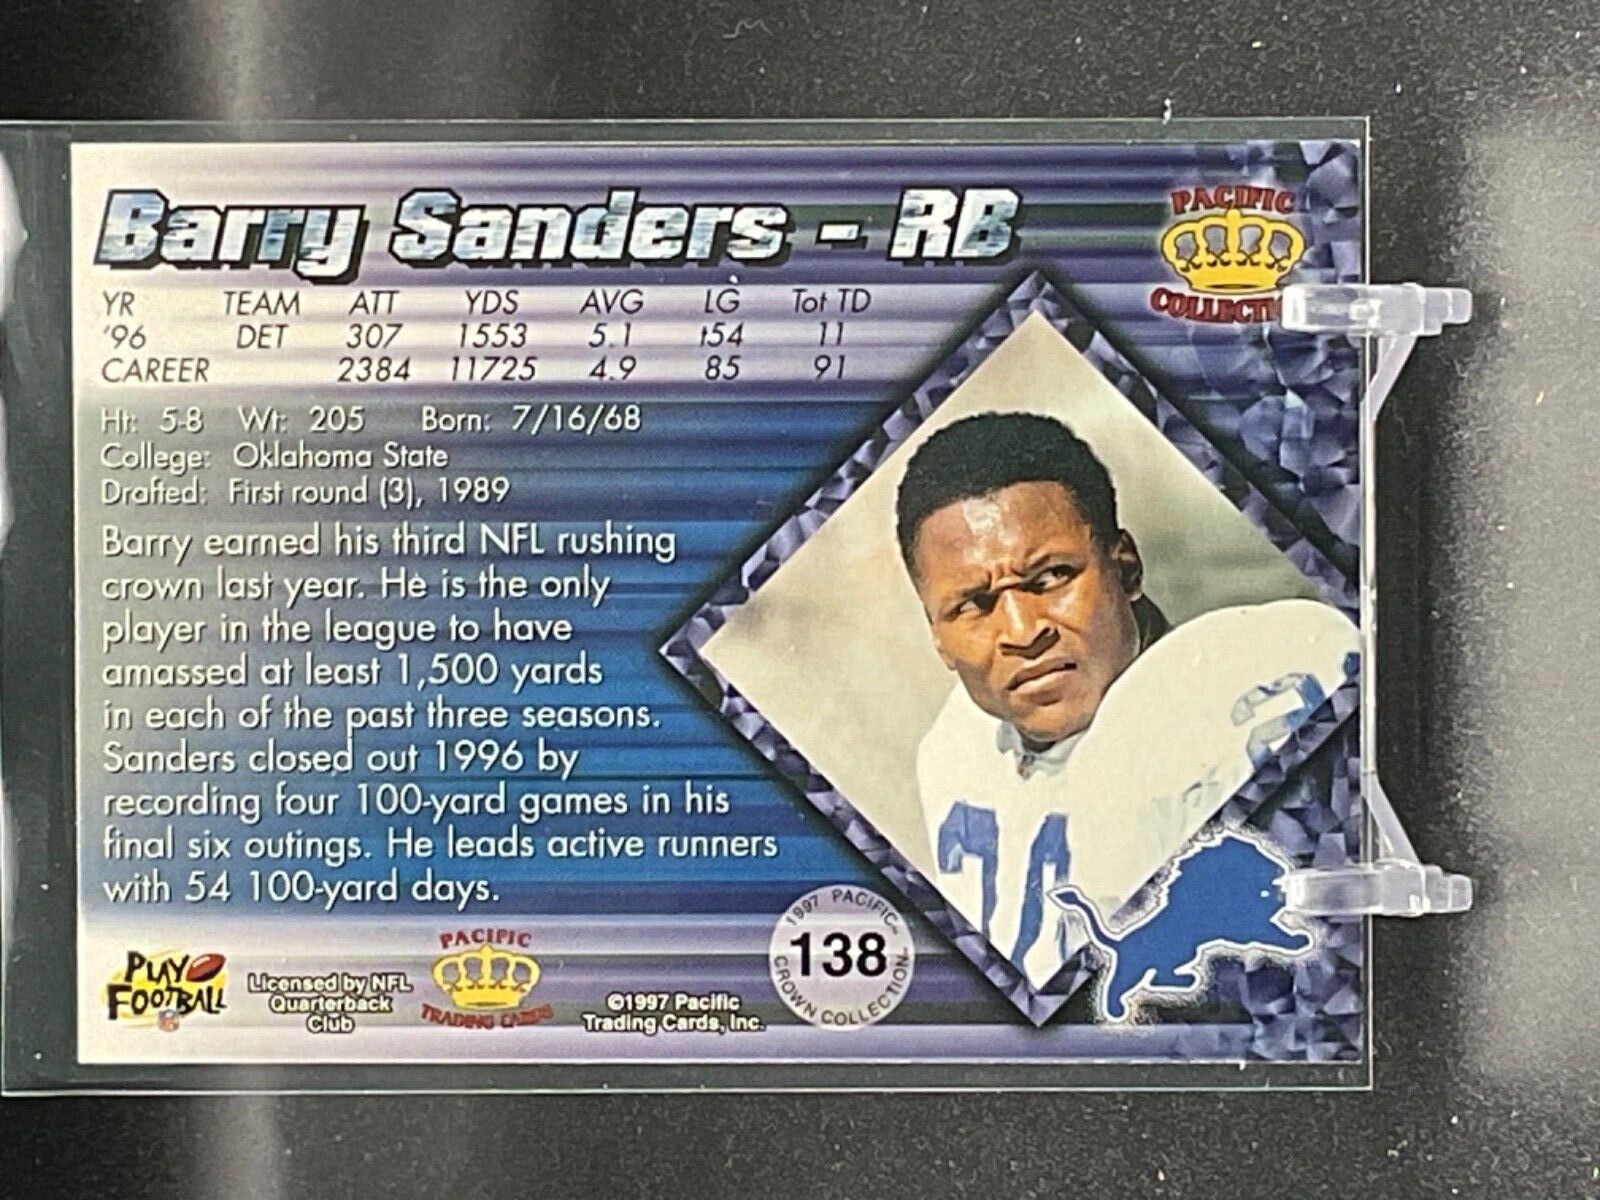 Barry Sanders - RB
PACIFIC
YR TEAM ATT YDS AVG LG Tot TD
'96 DET 307 1553 5.1 t54 11
CAREER 2384 11725 4.9 85 91
Ht: 5-8 Wt: 205 Born: 7/16/68
College: Oklahoma State
Drafted: First round (3), 1989
Barry earned his third NFL rushing
crown last year. He is the only
player in the league to have
amassed at least 1,500 yards
in each of the past three seasons.
Sanders closed out 1996 by
recording four 100-yard games in his
final six outings. He leads active runners
with 54 100-yard days.
PLAY
FOOTBALL
Licensed by NFL
Quarterback
Club
PACIFIC
TRADING CARDS
©1997 Pacific
Trading Cards, Inc.
1997 PACIFIC
138
CROWN COLLECTION